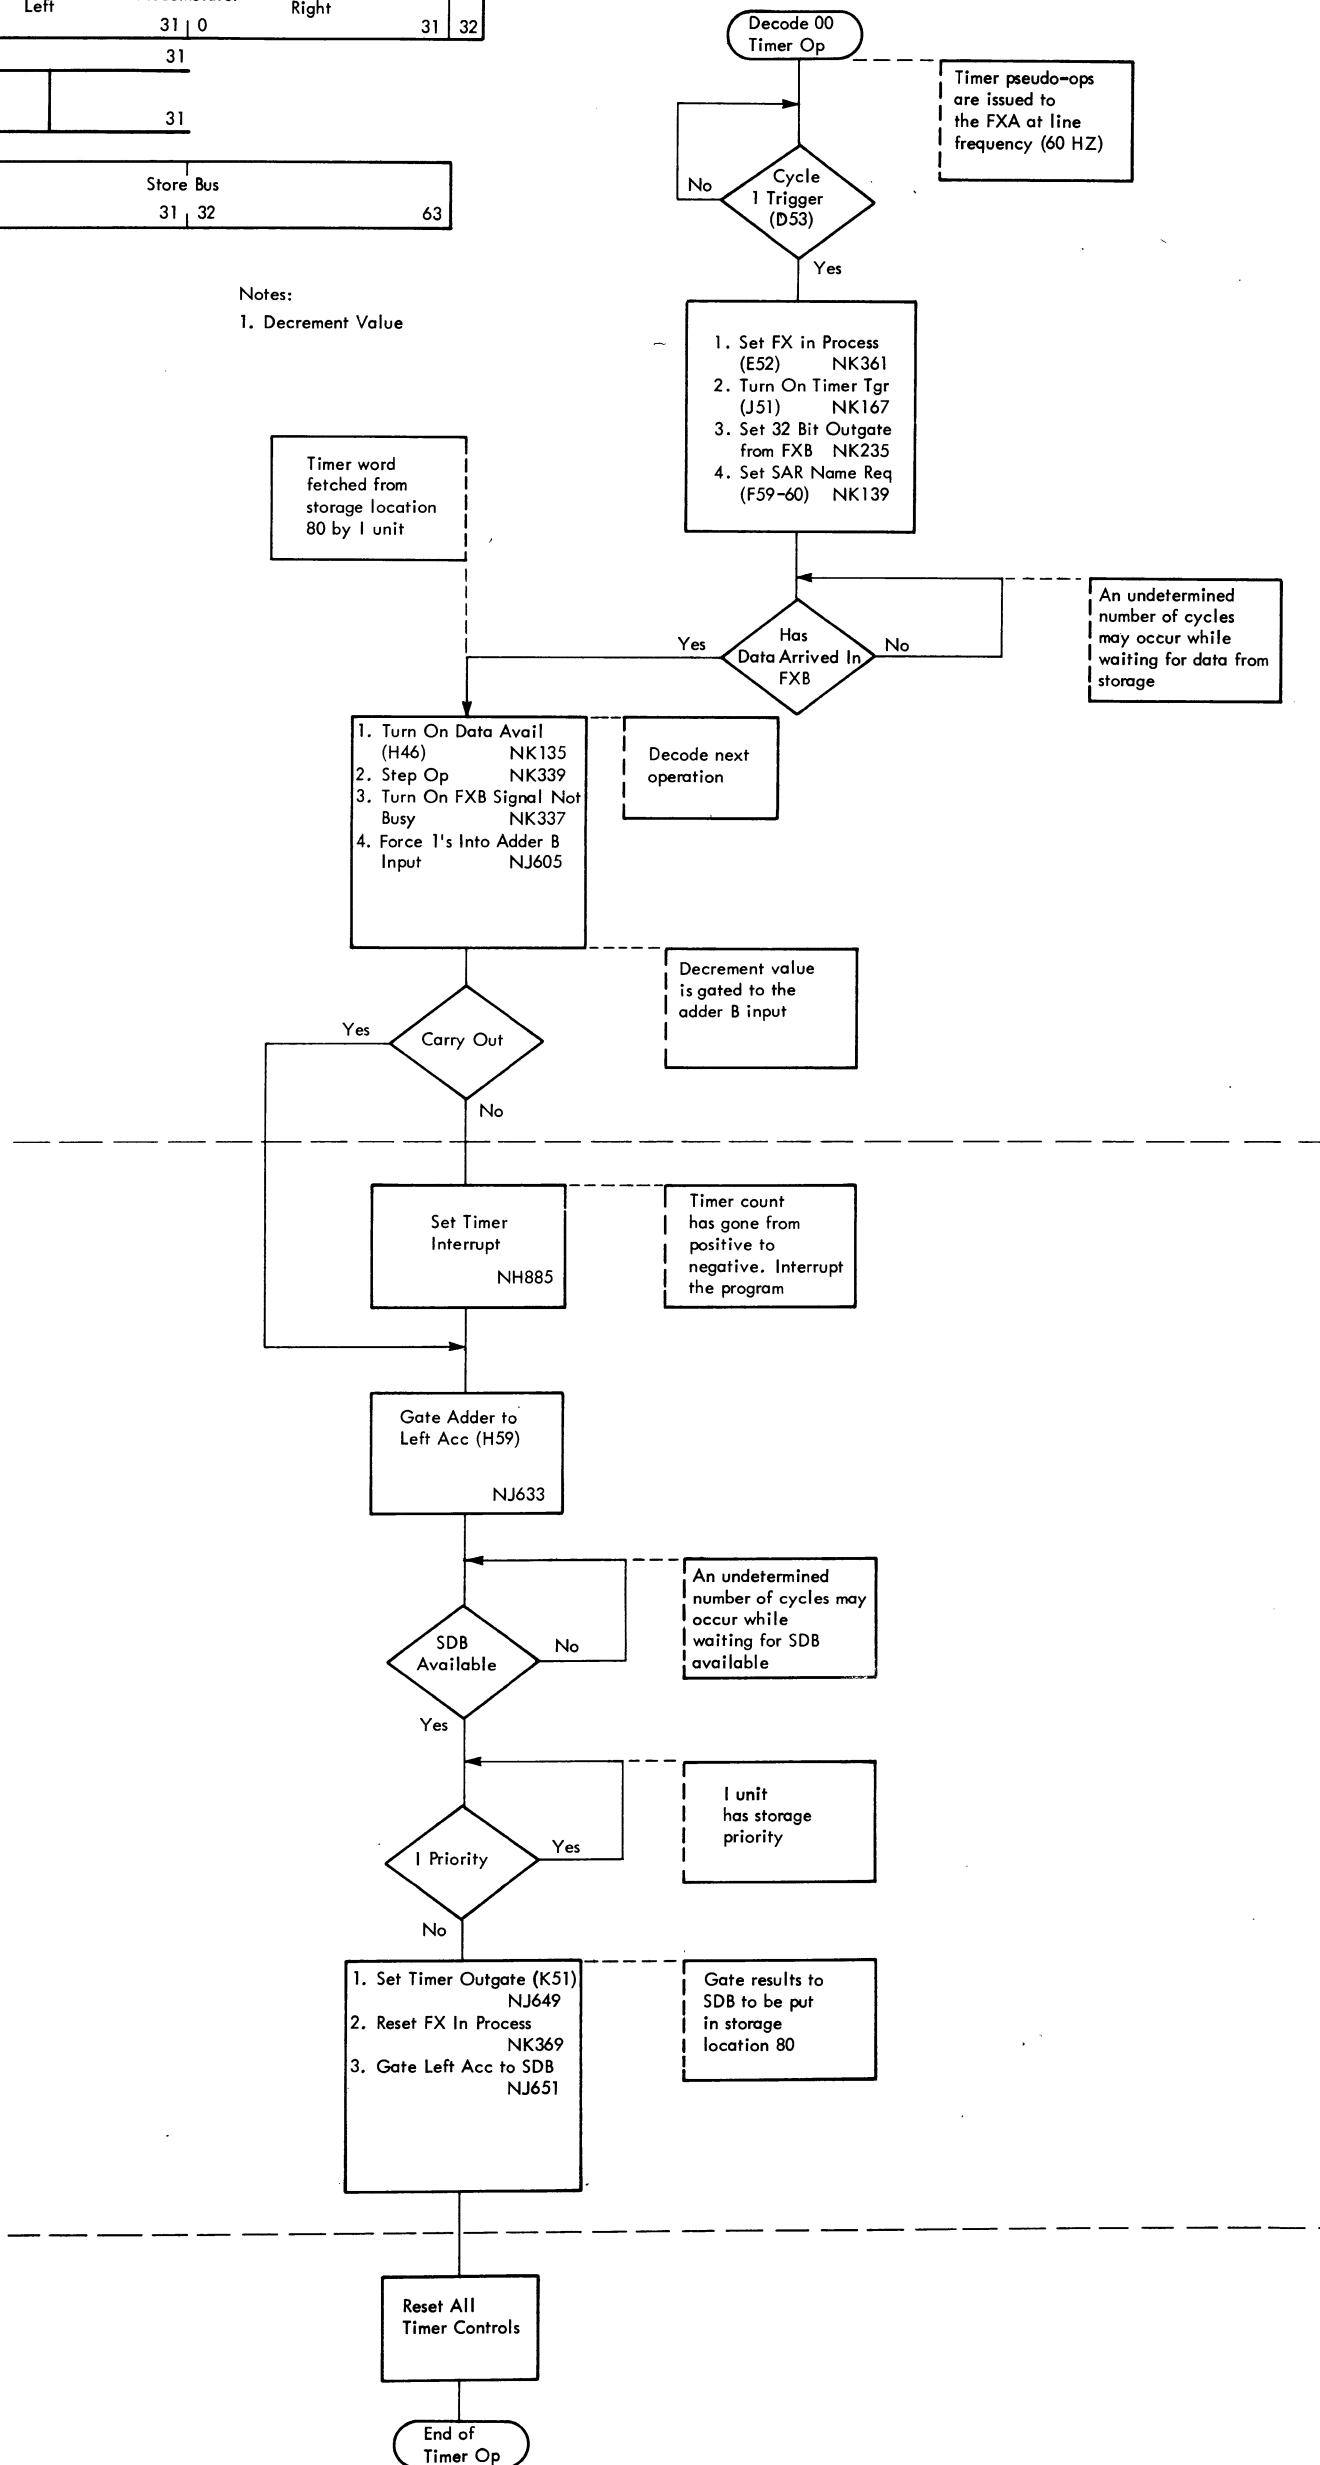 Left
Right
31 0
31 32
31
31
Store Bus
31 32
63
Notes:
1. Decrement Value
Decode 00
Timer Op
Timer pseudo-ops
are issued to
the FXA at line
frequency (60 HZ)
Cycle
1 Trigger
(D53)
No
Yes
1. Set FX in Process
(E52) NK361
2. Turn On Timer Tgr
(J51) NK167
3. Set 32 Bit Outgate
from FXB NK235
4. Set SAR Name Req
(F59-60) NK139
Timer word
fetched from
storage location
80 by I unit
Has
Data Arrived In
FXB
Yes
No
An undetermined
number of cycles
may occur while
waiting for data from
storage
1. Turn On Data Avail
(H46) NK135
2. Step Op NK339
3. Turn On FXB Signal Not
Busy NK337
4. Force 1's Into Adder B
Input NJ605
Decode next
operation
Decrement value
is gated to the
adder B input
Carry Out
Yes
No
Set Timer
Interrupt
NH885
Timer count
has gone from
positive to
negative. Interrupt
the program
Gate Adder to
Left Acc (H59)
NJ633
SDB
Available
No
Yes
An undetermined
number of cycles may
occur while
waiting for SDB
available
I Priority
Yes
No
I unit
has storage
priority
1. Set Timer Outgate (K51)
NJ649
2. Reset FX In Process
NK369
3. Gate Left Acc to SDB
NJ651
Gate results to
SDB to be put
in storage
location 80
Reset All
Timer Controls
End of
Timer Op